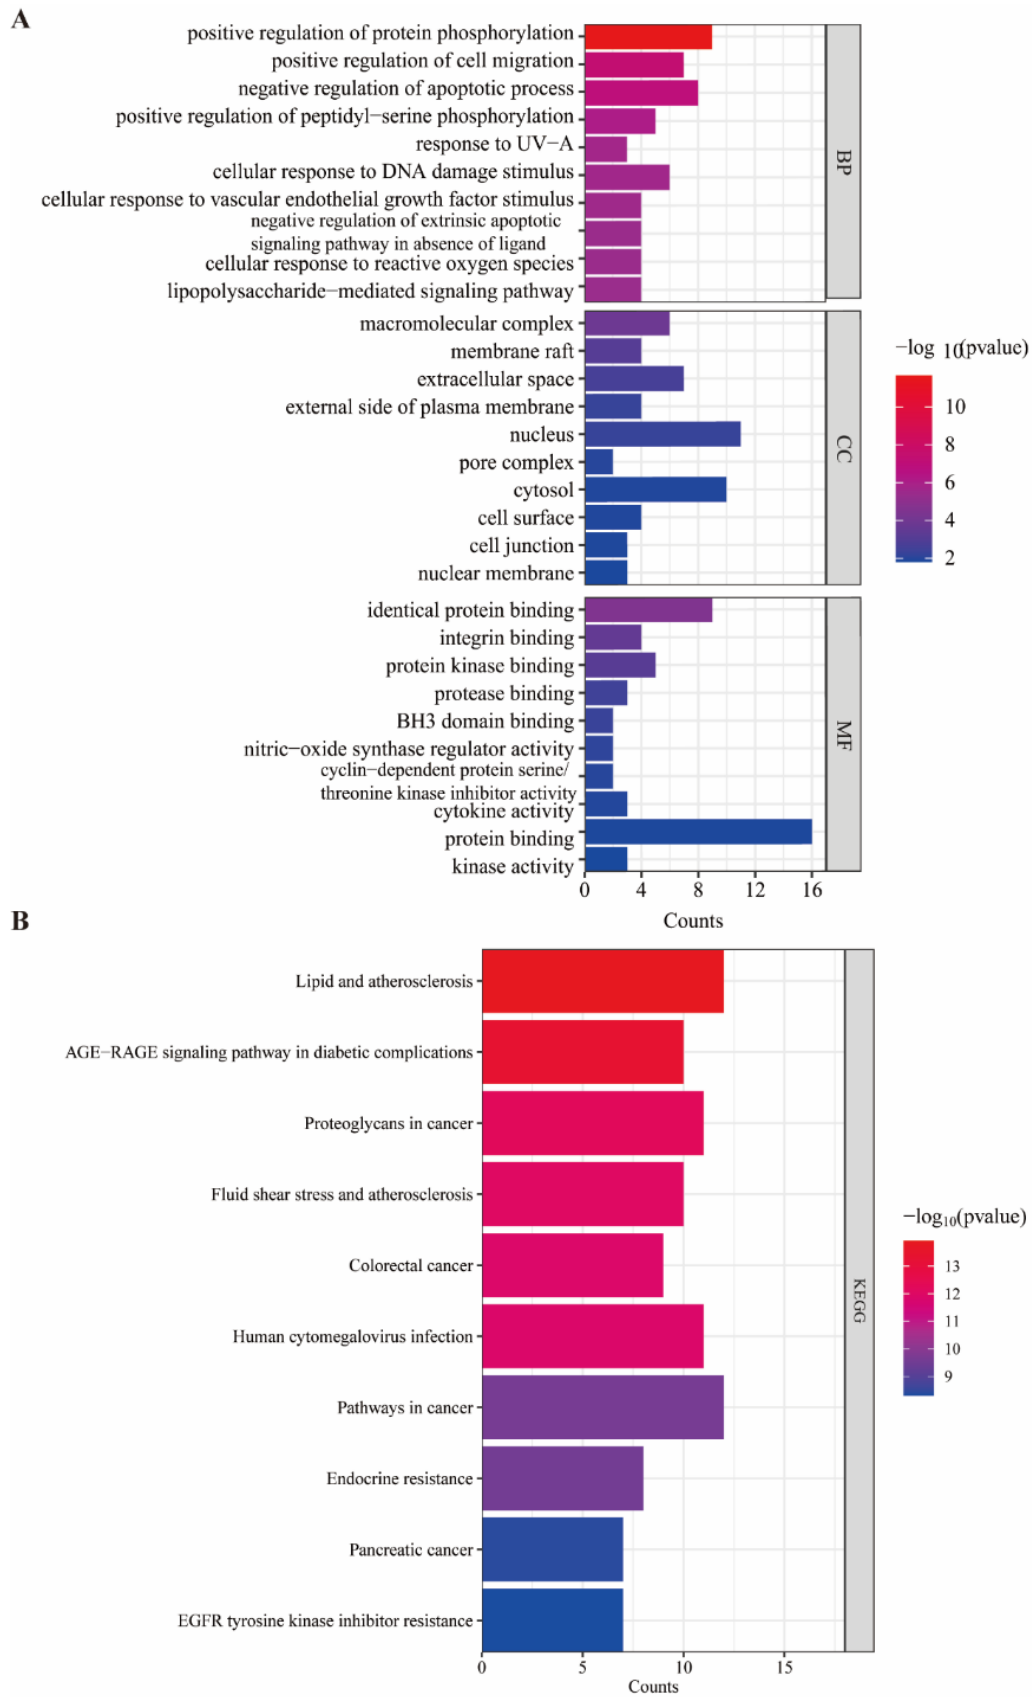 A
positive regulation of protein phosphorylation
positive regulation of cell migration
negative regulation of apoptotic process
positive regulation of peptidyl−serine phosphorylation
response to UV−A
cellular response to DNA damage stimulus
cellular response to vascular endothelial growth factor stimulus
negative regulation of extrinsic apoptotic
signaling pathway in absence of ligand
cellular response to reactive oxygen species
lipopolysaccharide−mediated signaling pathway
BP
macromolecular complex
membrane raft
extracellular space
external side of plasma membrane
nucleus
pore complex
cytosol
cell surface
cell junction
nuclear membrane
CC
identical protein binding
integrin binding
protein kinase binding
protease binding
BH3 domain binding
nitric−oxide synthase regulator activity
cyclin−dependent protein serine/
threonine kinase inhibitor activity
cytokine activity
protein binding
kinase activity
MF
0 4 8 12 16
Counts
−log 10(pvalue)
10
8
6
4
2
B
Lipid and atherosclerosis
AGE−RAGE signaling pathway in diabetic complications
Proteoglycans in cancer
Fluid shear stress and atherosclerosis
Colorectal cancer
Human cytomegalovirus infection
Pathways in cancer
Endocrine resistance
Pancreatic cancer
EGFR tyrosine kinase inhibitor resistance
KEGG
0 5 10 15
Counts
−log₁₀(pvalue)
13
12
11
10
9